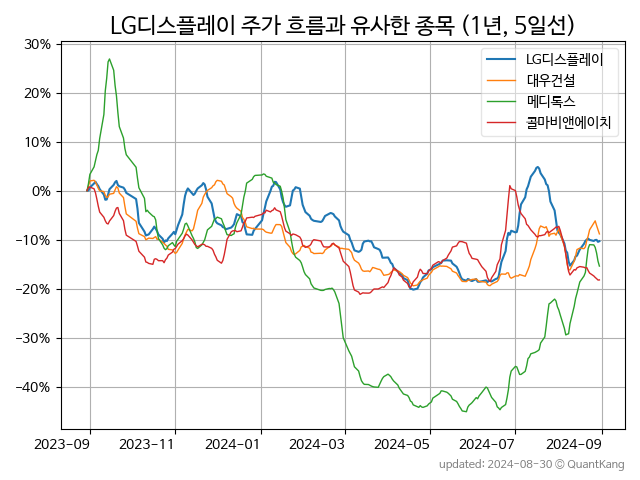 LG디스플레이 주가 흐름과 유사한 종목 (1년, 5일선)
LG디스플레이
대우건설
메디톡스
콜마비앤에이치
30%
20%
10%
0%
−10%
−20%
−30%
−40%
2023-09 2023-11 2024-01 2024-03 2024-05 2024-07 2024-09
updated: 2024-08-30 © QuantKang